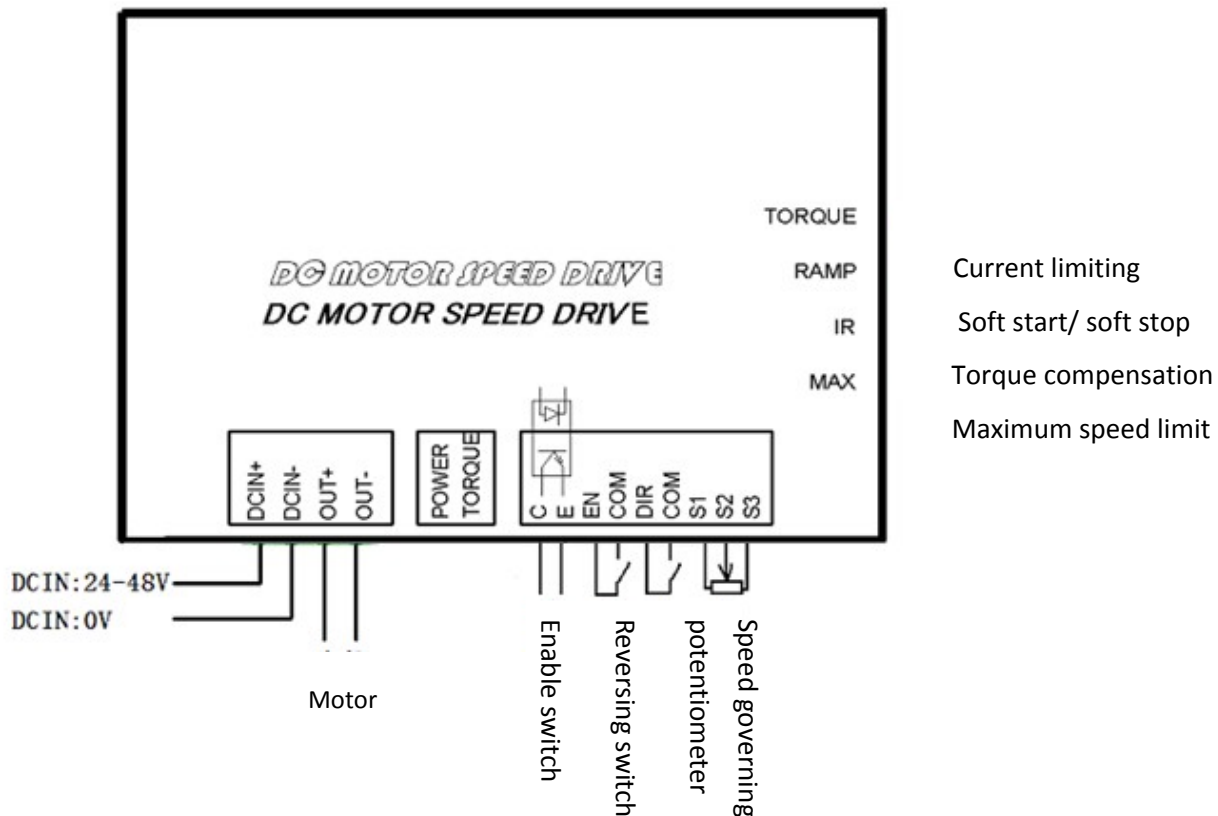 TORQUE
RAMP
IR
MAX
Current limiting
Soft start/ soft stop
Torque compensation
Maximum speed limit
DC MOTOR SPEED DRIVE
DC MOTOR SPEED DRIVE
DCIN+
DCIN-
OUT+
OUT-
POWER
TORQUE
C
E
EN
COM
DIR
COM
S1
S2
S3
DCIN:24-48V
DCIN:0V
Motor
Enable switch
Reversing switch
potentiometer
Speed governing